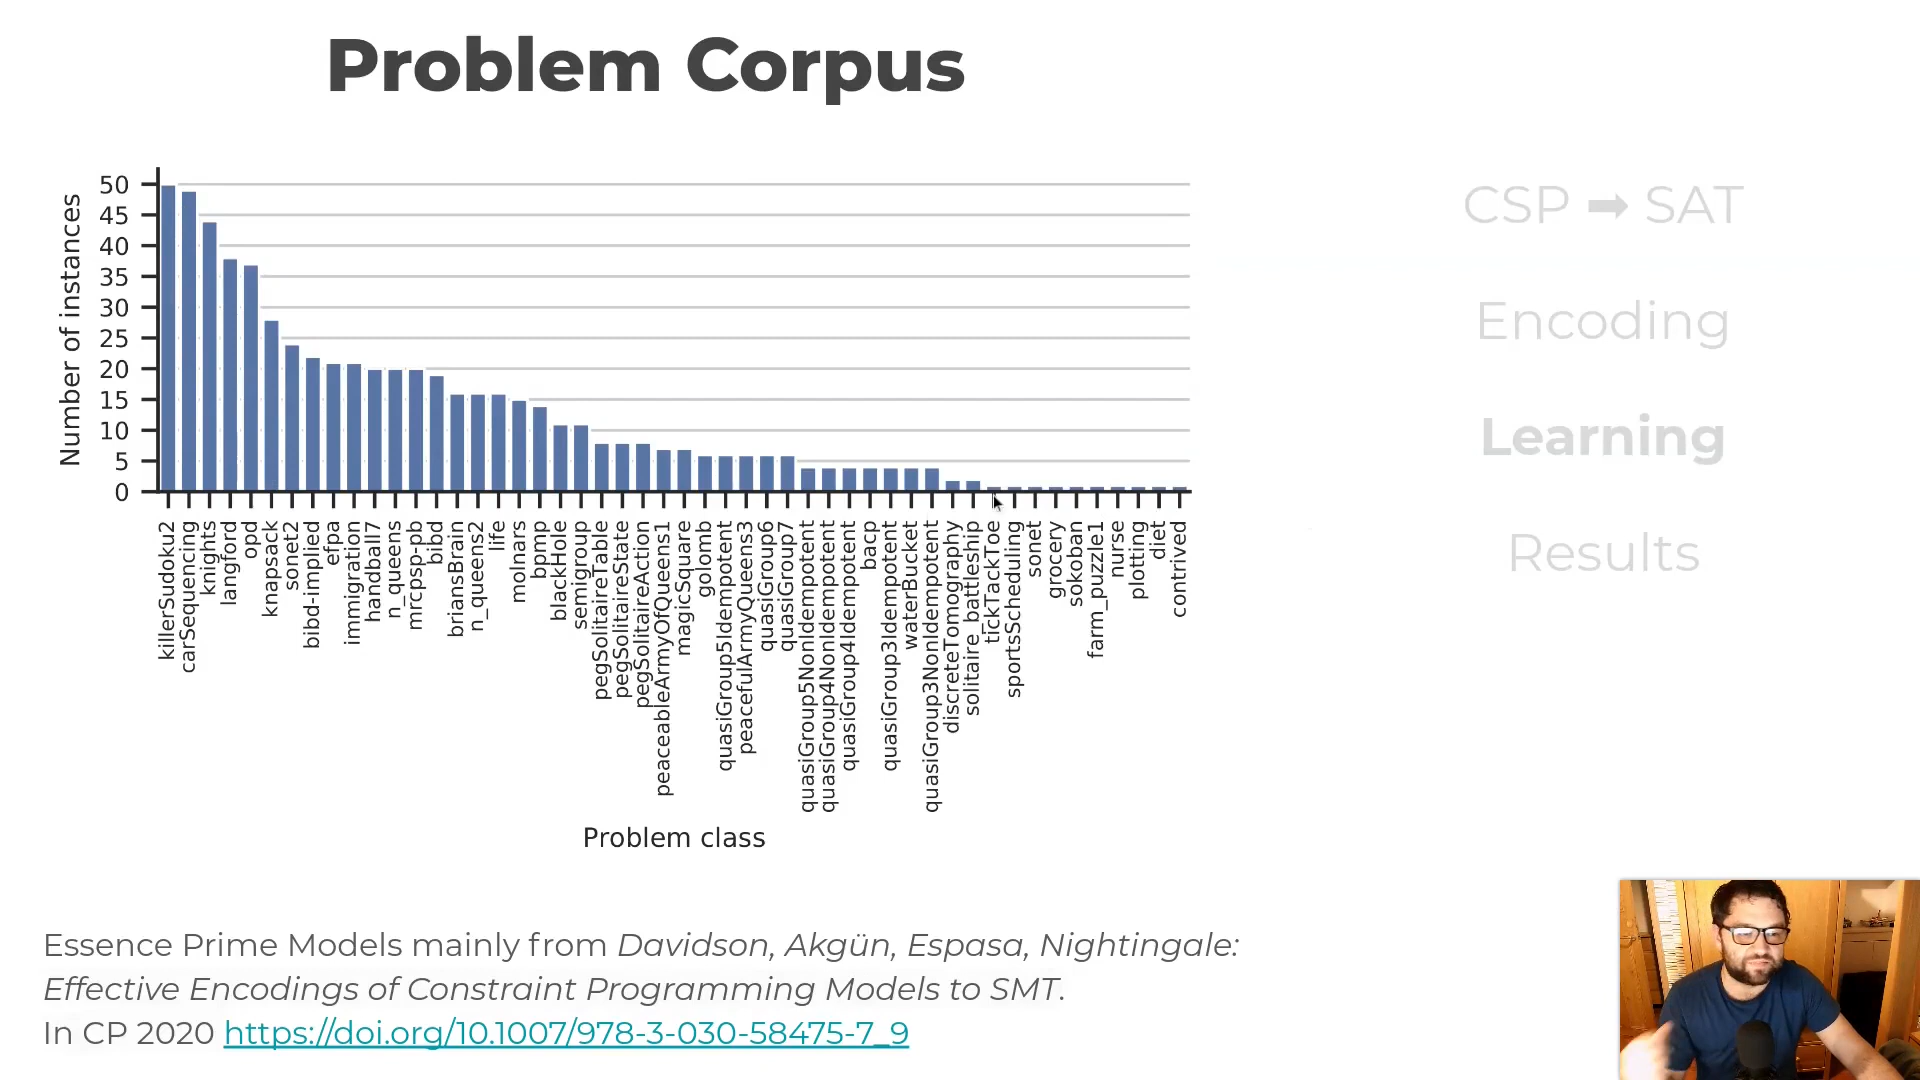 Problem Corpus
Number of instances
50
45
40
35
30
25
20
15
10
5
0
killerSudoku2
carSequencing
knights
langford
opd
knapsack
sonet2
bibd-implied
efpa
immigration
handball7
n_queens
mrcpsp-pb
bibd
briansBrain
n_queens2
life
molnars
bpmp
blackHole
semigroup
pegSolitaireTable
pegSolitaireState
pegSolitaireAction
peaceableArmyOfQueens1
magicSquare
golomb
quasiGroup5Idempotent
peacefulArmyQueens3
quasiGroup6
quasiGroup7
quasiGroup5NonIdempotent
quasiGroup4NonIdempotent
quasiGroup4Idempotent
bacp
quasiGroup3Idempotent
waterBucket
quasiGroup3NonIdempotent
discreteTomography
solitaire_battleship
tickTackToe
sportsScheduling
sonet
grocery
sokoban
farm_puzzle1
nurse
plotting
diet
contrived
Problem class
CSP ➡ SAT
Encoding
Learning
Results
Essence Prime Models mainly from Davidson, Akgün, Espasa, Nightingale:
Effective Encodings of Constraint Programming Models to SMT.
In CP 2020 https://doi.org/10.1007/978-3-030-58475-7_9